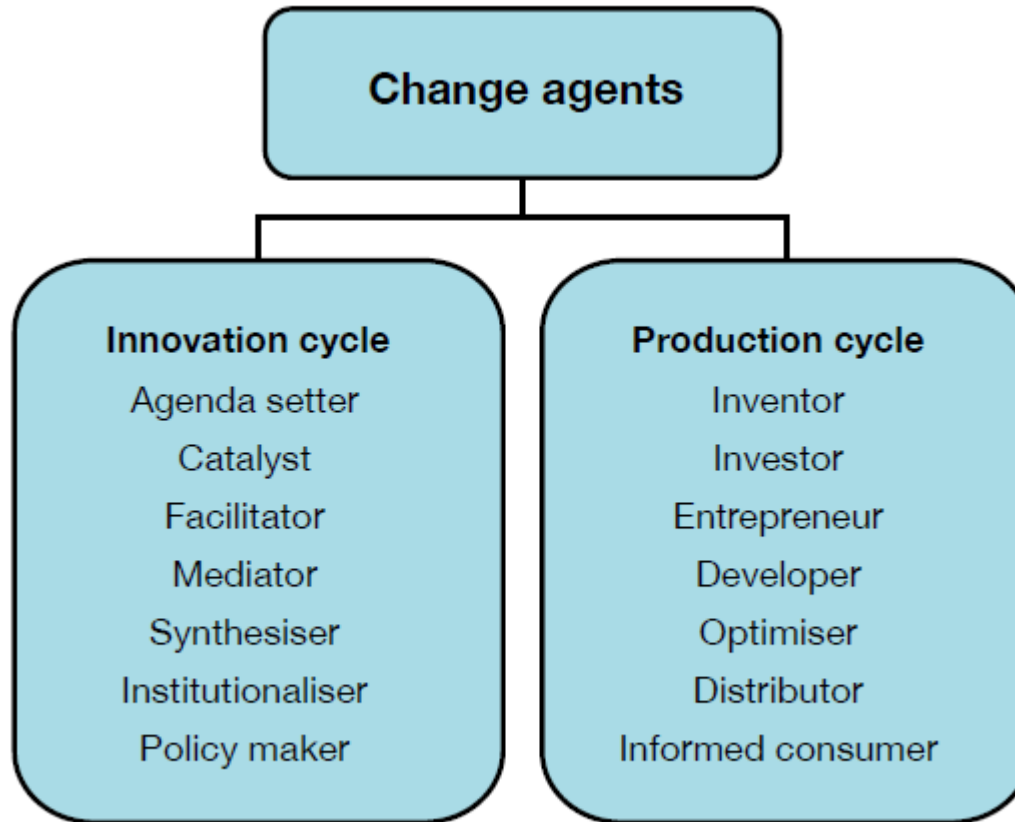 Change agents
Innovation cycle
Agenda setter
Catalyst
Facilitator
Mediator
Synthesiser
Institutionaliser
Policy maker
Production cycle
Inventor
Investor
Entrepreneur
Developer
Optimiser
Distributor
Informed consumer